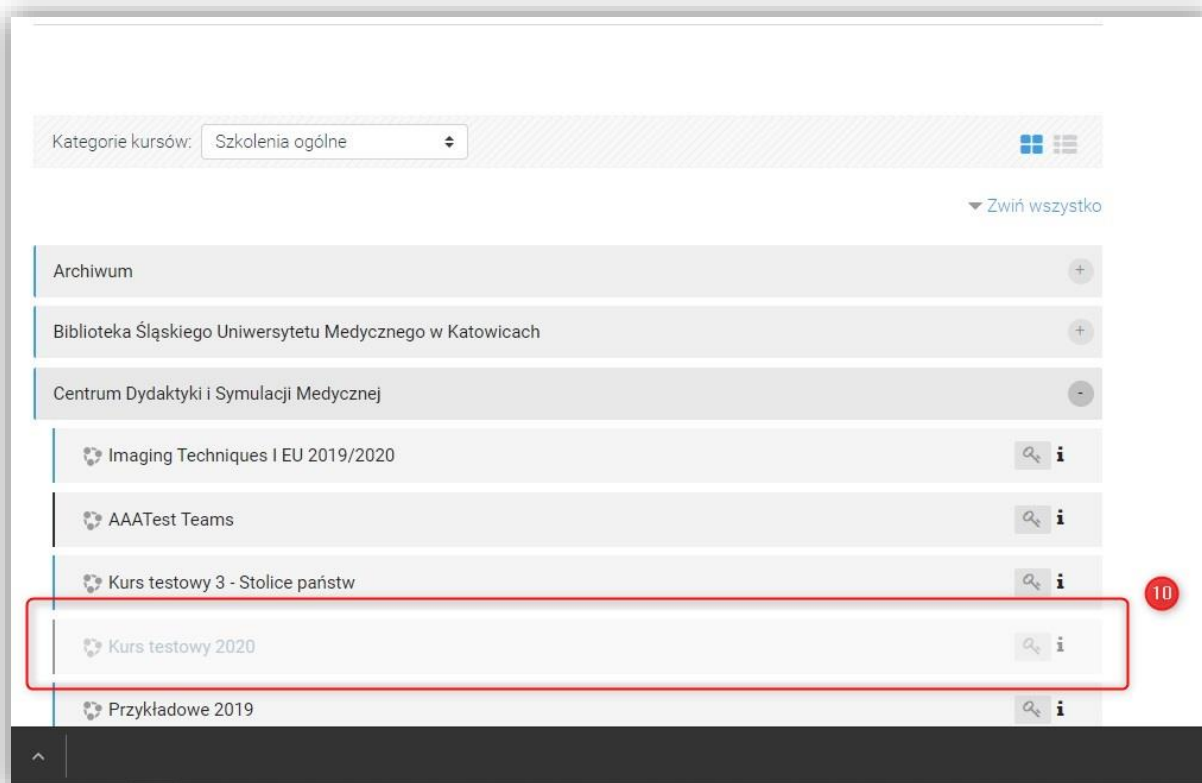 Kategorie kursów: Szkolenia ogólne
Zwiń wszystko
Archiwum +
Biblioteka Śląskiego Uniwersytetu Medycznego w Katowicach +
Centrum Dydaktyki i Symulacji Medycznej -
Imaging Techniques I EU 2019/2020 i
AAATest Teams i
Kurs testowy 3 - Stolice państw i
10
Kurs testowy 2020 i
Przykładowe 2019 i